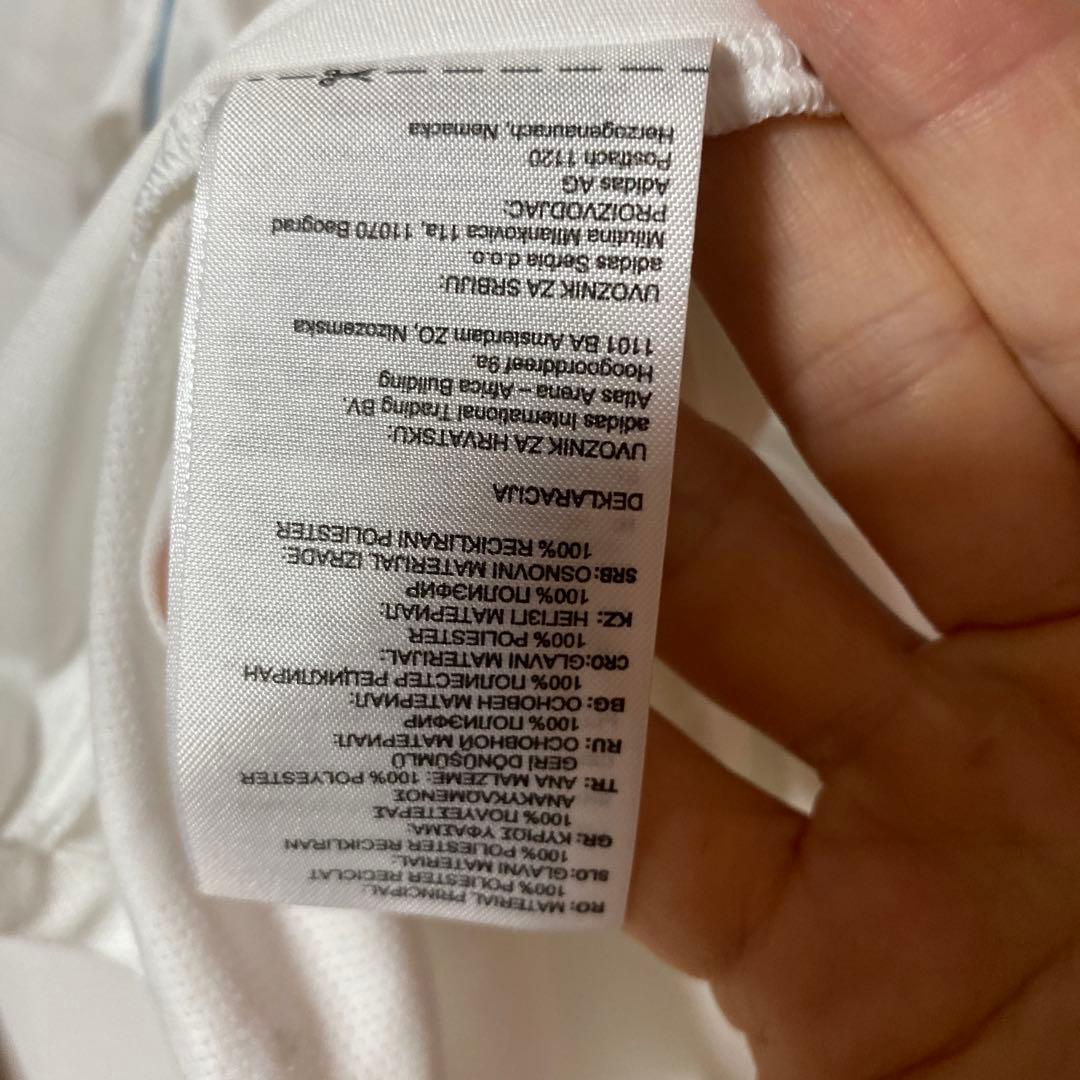 RO: MATERIAL PRINCIPAL:
100% POLIESTER RECICLAT
SLO: GLAVNI MATERIAL:
100% POLIESTER RECIKLIRAN
GR: ΚΥΡΙΩΣ ΥΦΑΣΜΑ:
100% ΠΟΛΥΕΣΤΕΡΑΣ
ΑΝΑΚΥΚΛΩΜΕΝΟΣ
TR: ANA MALZEME: 100% POLYESTER
GERİ DÖNÜŞÜMLÜ
RU: ОСНОВНОЙ МАТЕРИАЛ:
100% ПОЛИЭФИР
BG: ОСНОВЕН МАТЕРИАЛ:
100% ПОЛИЕСТЕР РЕЦИКЛИРАН
CRO:GLAVNI MATERIJAL:
100% POLIESTER
KZ: НЕГІЗГІ МАТЕРИАЛ:
100% ПОЛИЭФИР
SRB: OSNOVNI MATERIJAL IZRADE:
100% RECIKLIRANI POLIESTER
DEKLARACIJA
UVOZNIK ZA HRVATSKU:
adidas International Trading BV.
Atlas Arena – Africa Building
Hoogoorddreef 9a.
1101 BA Amsterdam ZO, Nizozemska
UVOZNIK ZA SRBIJU:
adidas Serbia d.o.o.
Milutina Milankovica 11a, 11070 Beograd
PROIZVODJAC:
Adidas AG
Postfach 1120
Herzogenaurach, Nemacka